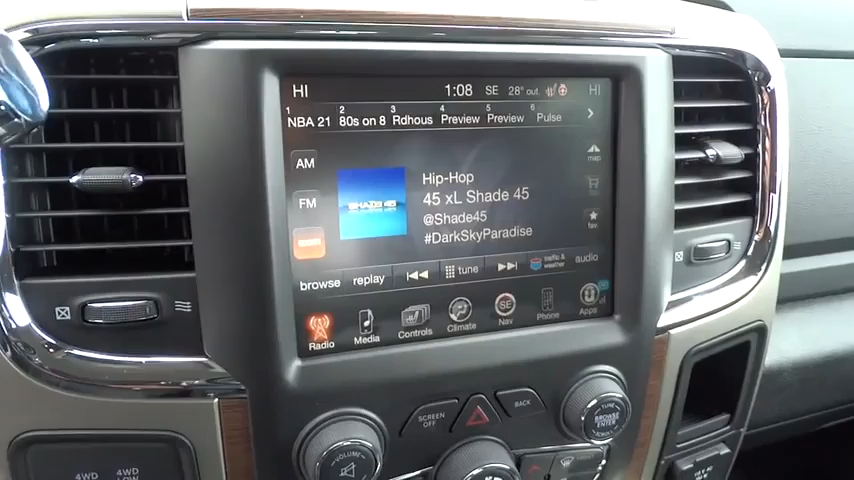 HI 1:08 SE 28° out. HI
1 2 3 4 5 6
NBA 21 80s on 8 Rdhous Preview Preview Pulse
AM
FM
SHADE 45
Hip-Hop
45 xL Shade 45
@Shade45
#DarkSkyParadise
map
fav.
browse replay tune traffic & weather audio
Radio Media Controls Climate SE Nav Phone Apps
SCREEN OFF
BACK
VOLUME
TUNE
BROWSE
ENTER
SCROLL
4WD 4WD
LOW